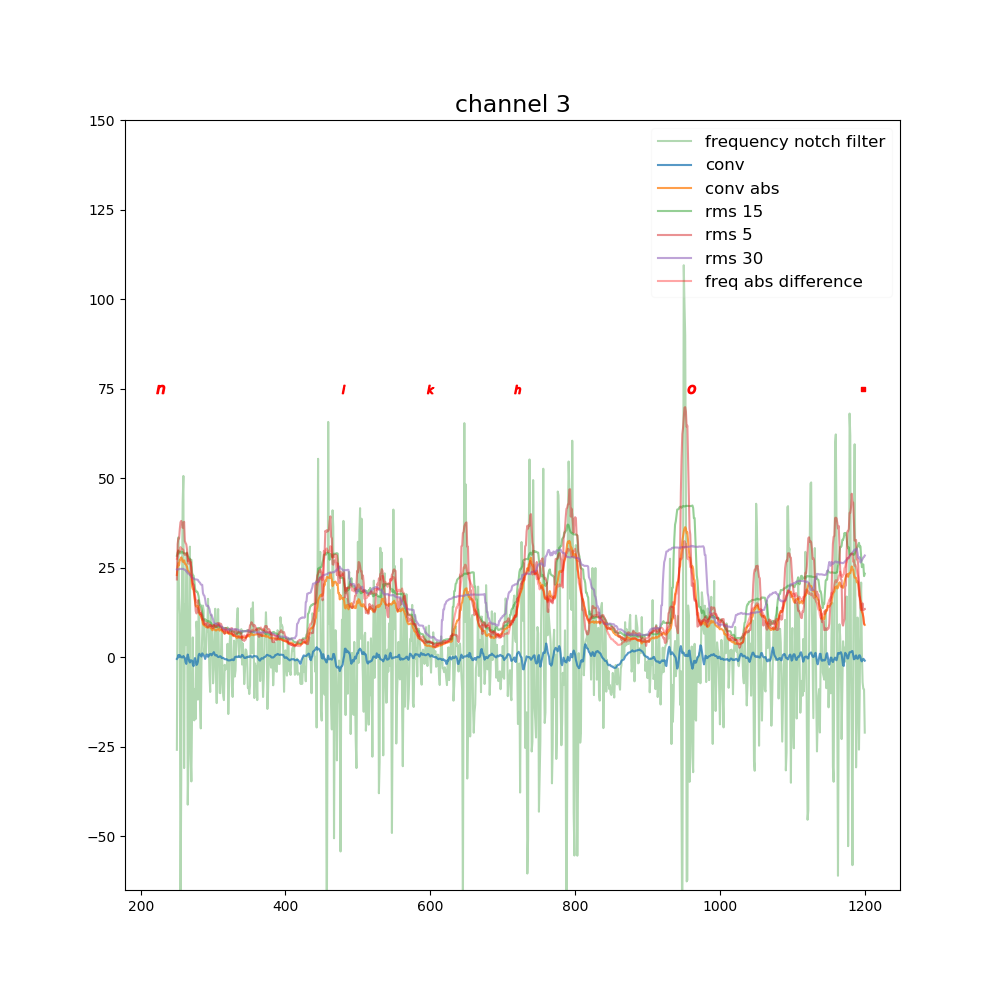 channel 3
150
frequency notch filter
conv
125
conv abs
rms 15
rms 5
rms 30
freq abs difference
100
75
n l k h o .
50
25
0
−25
−50
200 400 600 800 1000 1200